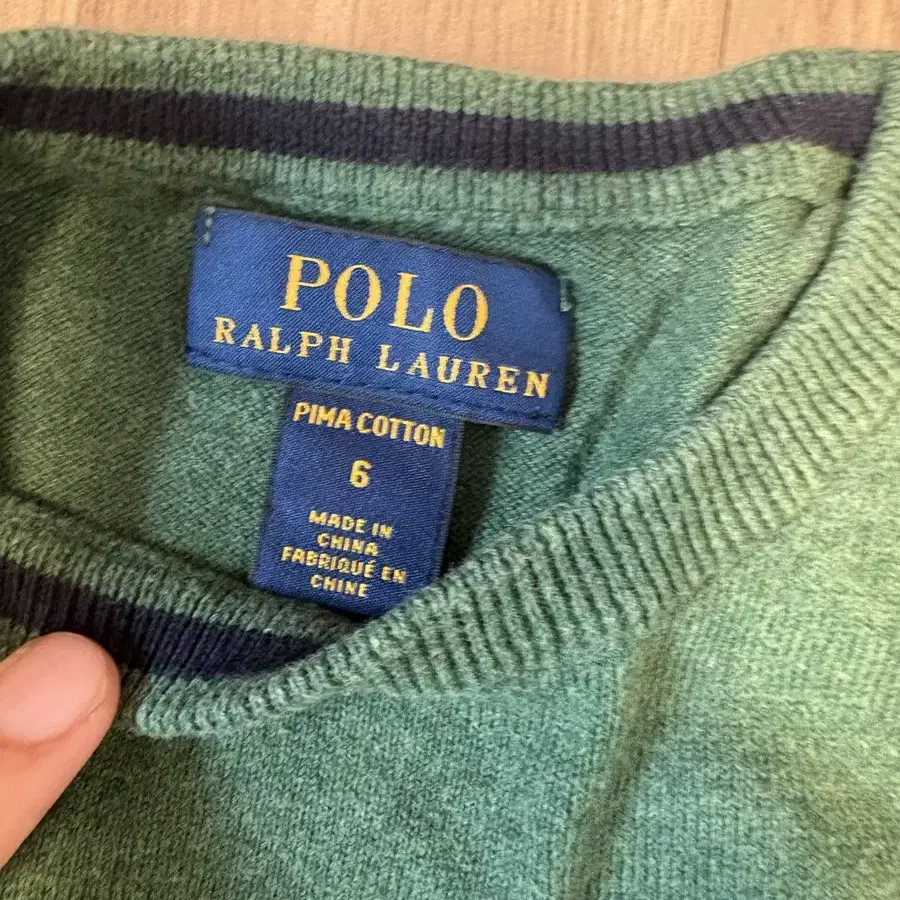 POLO
RALPH LAUREN
PIMA COTTON
6
MADE IN
CHINA
FABRIQUÉ EN
CHINE